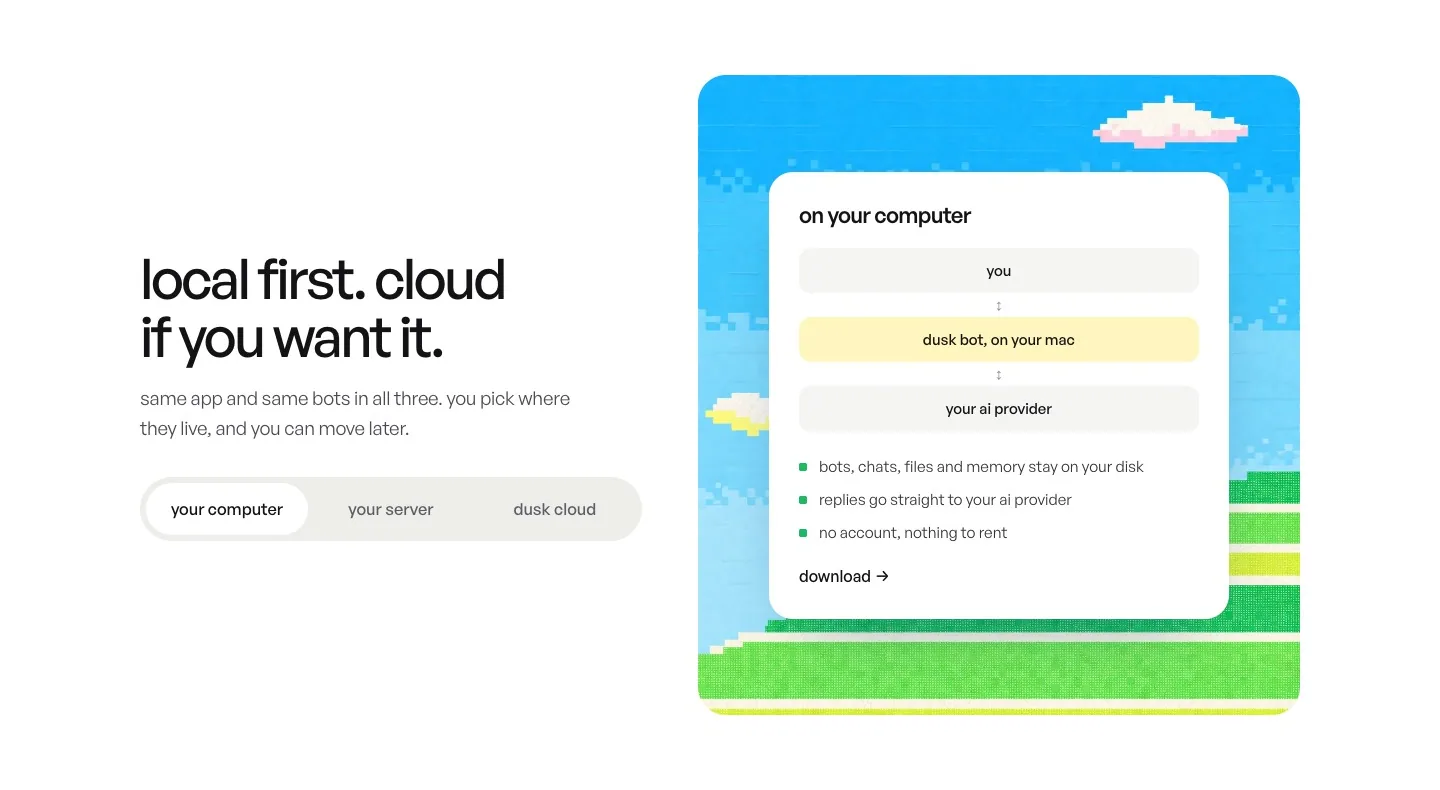 local first. cloud
if you want it.
same app and same bots in all three. you pick where
they live, and you can move later.
your computer
your server
dusk cloud
on your computer
you
↕
dusk bot, on your mac
↕
your ai provider
bots, chats, files and memory stay on your disk
replies go straight to your ai provider
no account, nothing to rent
download →